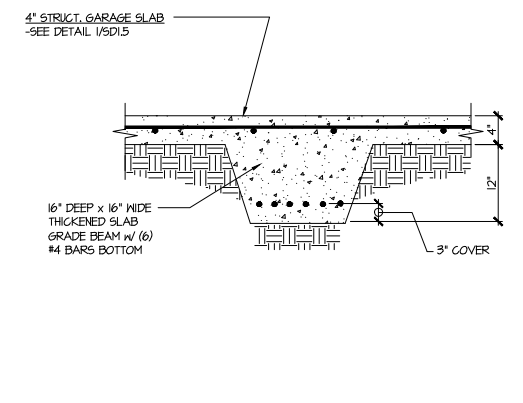 4" STRUCT. GARAGE SLAB
-SEE DETAIL 1/SD1.5
4"
12"
16" DEEP x 16" WIDE
THICKENED SLAB
GRADE BEAM w/ (6)
#4 BARS BOTTOM
3" COVER